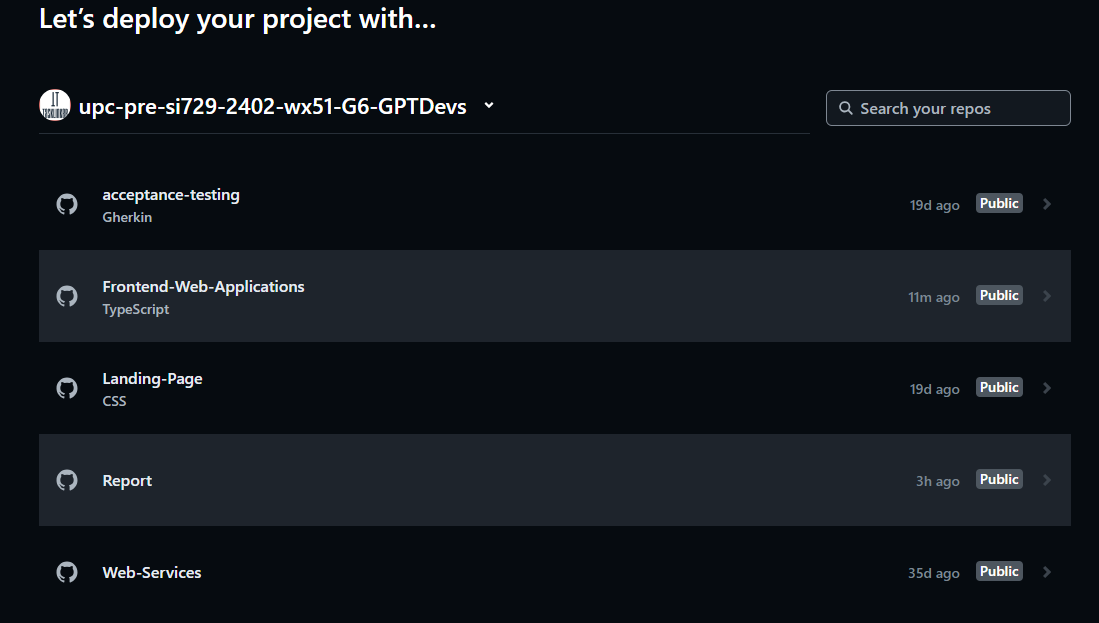 Let's deploy your project with...
upc-pre-si729-2402-wx51-G6-GPTDevs
Search your repos
acceptance-testing
Gherkin
19d ago Public
Frontend-Web-Applications
TypeScript
11m ago Public
Landing-Page
CSS
19d ago Public
Report
3h ago Public
Web-Services
35d ago Public